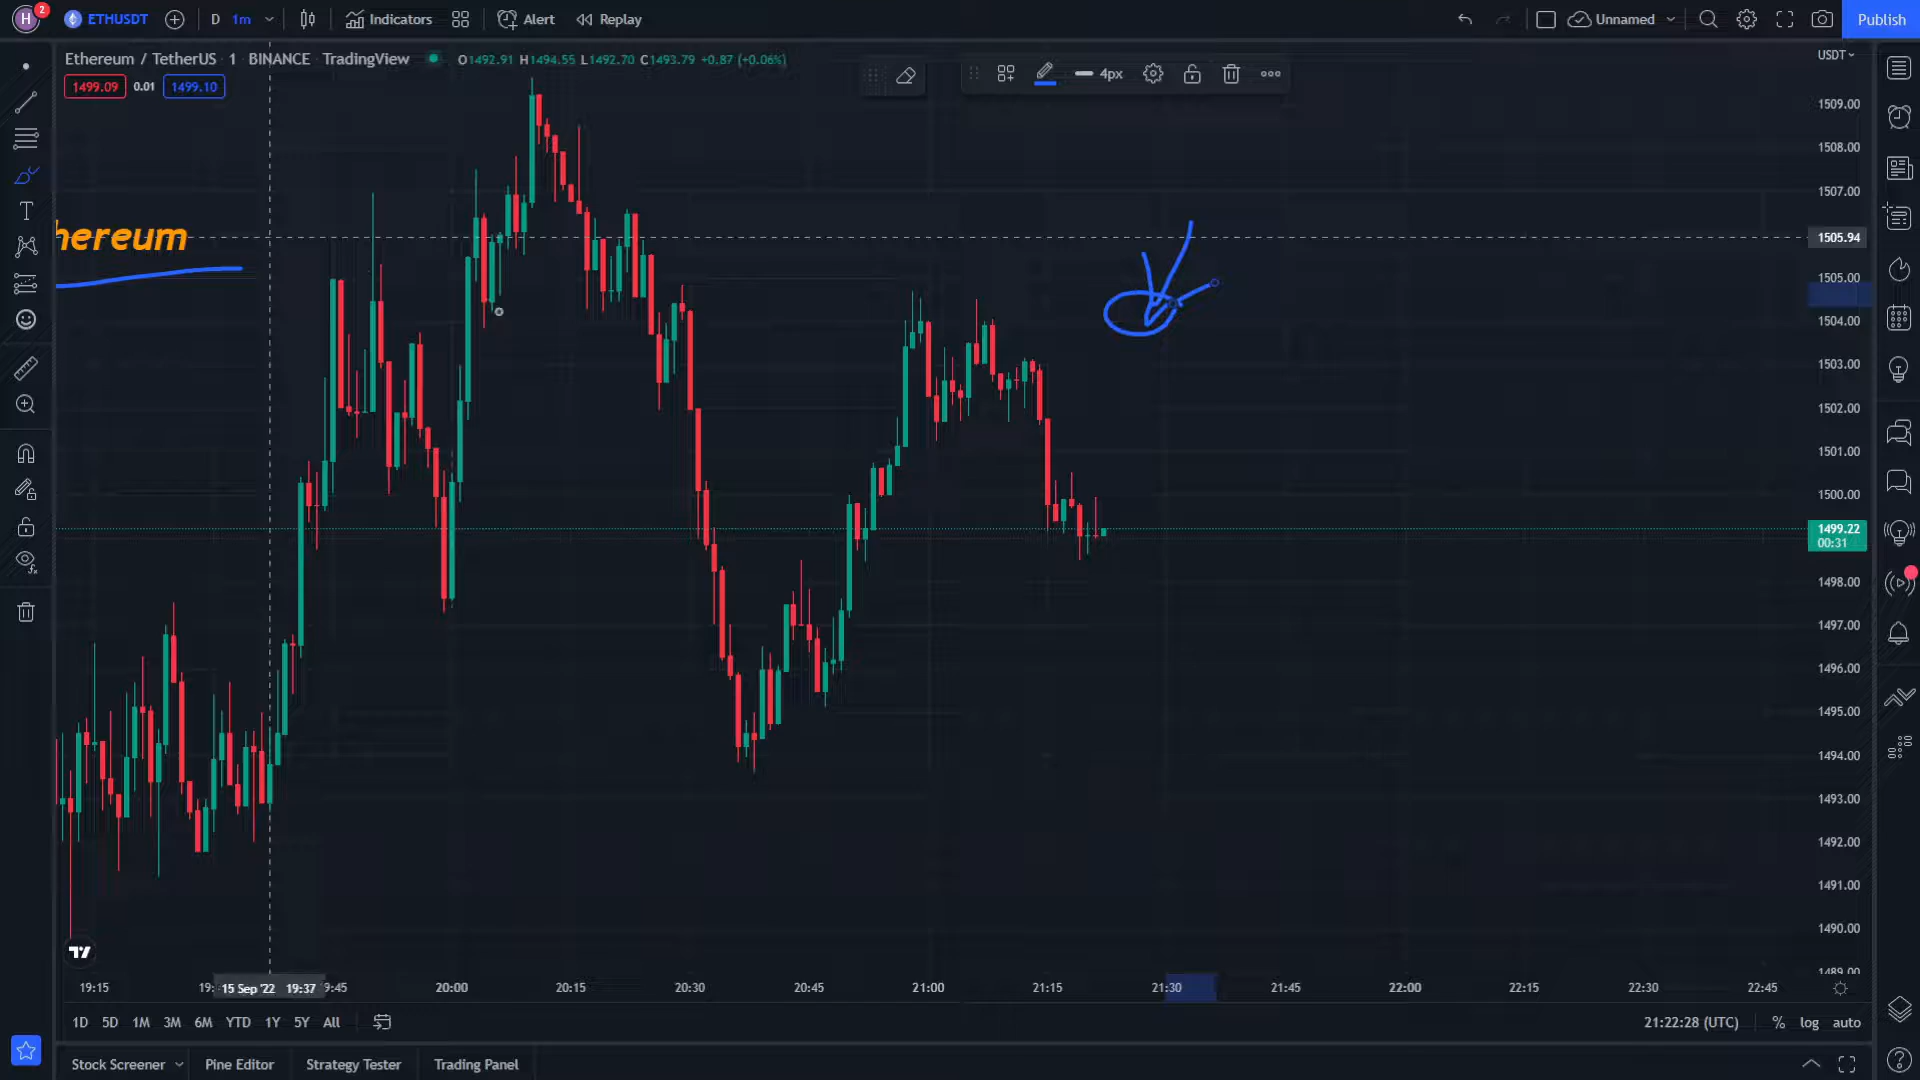 H 2 ETHUSDT D 1m Indicators Alert Replay Unnamed Publish
Ethereum / TetherUS · 1 · BINANCE · TradingView O1492.91 H1494.55 L1492.70 C1493.79 +0.87 (+0.06%)
USDT
1499.09 0.01 1499.10
4px
hereum
1509.00
1508.00
1507.00
1505.94
1505.00
1504.00
1503.00
1502.00
1501.00
1500.00
1499.22
00:31
1498.00
1497.00
1496.00
1495.00
1494.00
1493.00
1492.00
1491.00
1490.00
1489.00
19:15 19: 15 Sep '22 19:37 9:45 20:00 20:15 20:30 20:45 21:00 21:15 21:30 21:45 22:00 22:15 22:30 22:45
1D 5D 1M 3M 6M YTD 1Y 5Y All 21:22:28 (UTC) % log auto
Stock Screener Pine Editor Strategy Tester Trading Panel